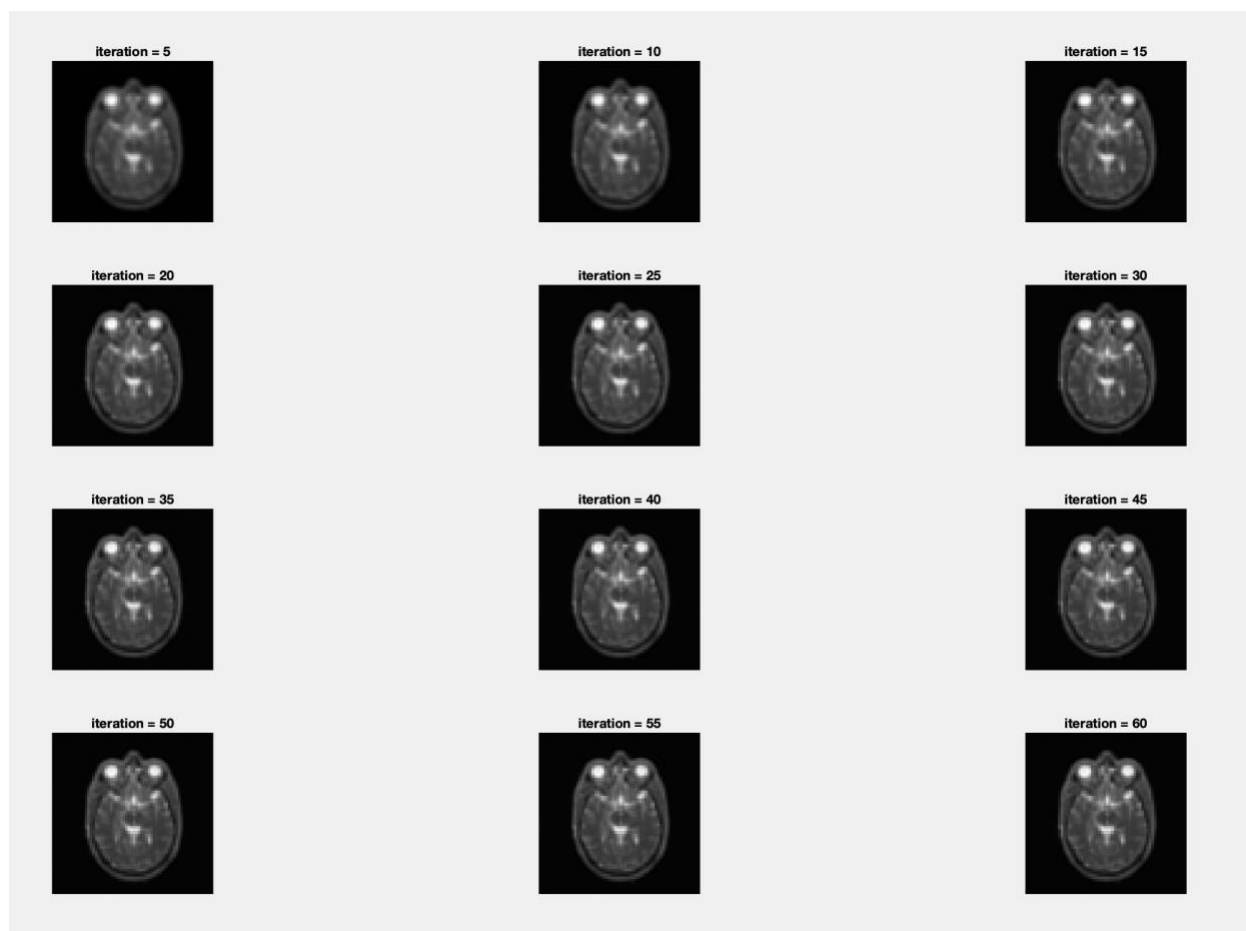 iteration = 5
iteration = 10
iteration = 15
iteration = 20
iteration = 25
iteration = 30
iteration = 35
iteration = 40
iteration = 45
iteration = 50
iteration = 55
iteration = 60